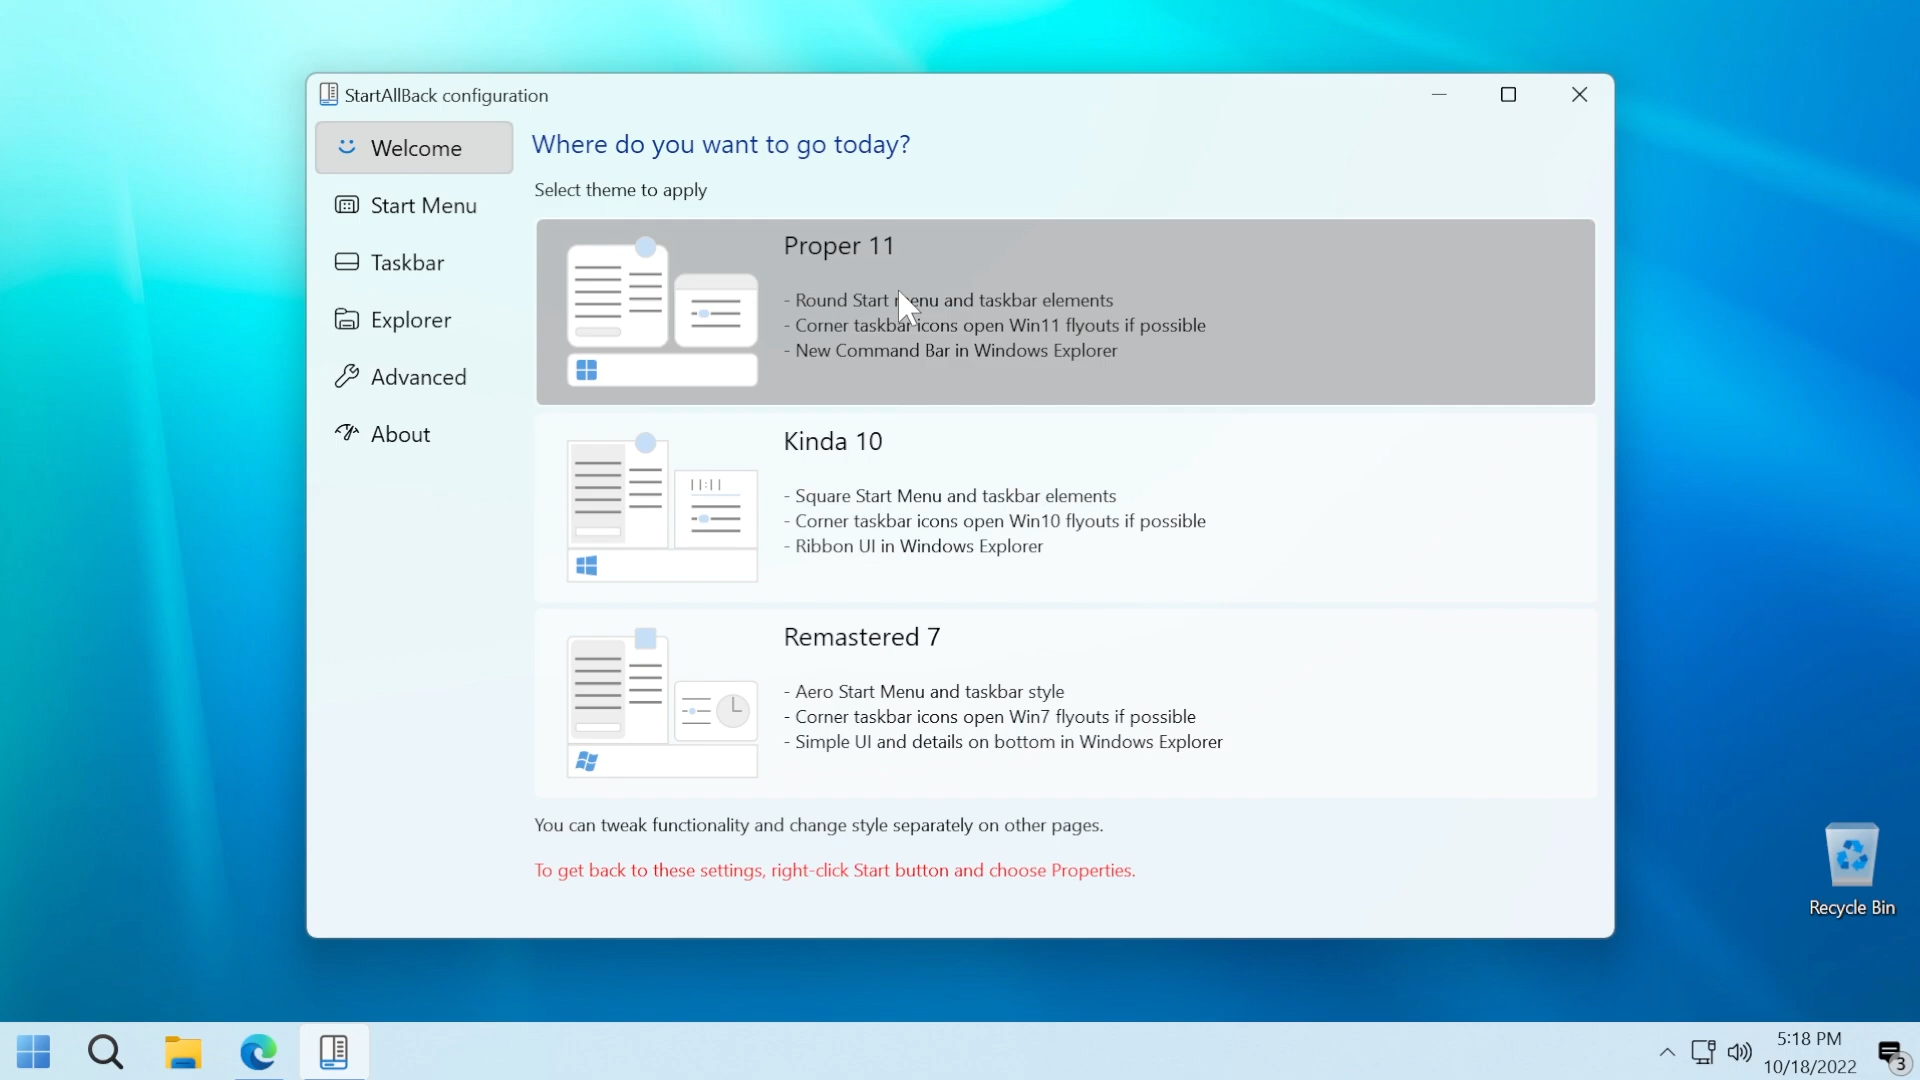 StartAllBack configuration
Welcome
Start Menu
Taskbar
Explorer
Advanced
About
Where do you want to go today?
Select theme to apply
Proper 11
- Round Start menu and taskbar elements
- Corner taskbar icons open Win11 flyouts if possible
- New Command Bar in Windows Explorer
11:11
Kinda 10
- Square Start Menu and taskbar elements
- Corner taskbar icons open Win10 flyouts if possible
- Ribbon UI in Windows Explorer
Remastered 7
- Aero Start Menu and taskbar style
- Corner taskbar icons open Win7 flyouts if possible
- Simple UI and details on bottom in Windows Explorer
You can tweak functionality and change style separately on other pages.
To get back to these settings, right-click Start button and choose Properties.
Recycle Bin
5:18 PM
10/18/2022
3